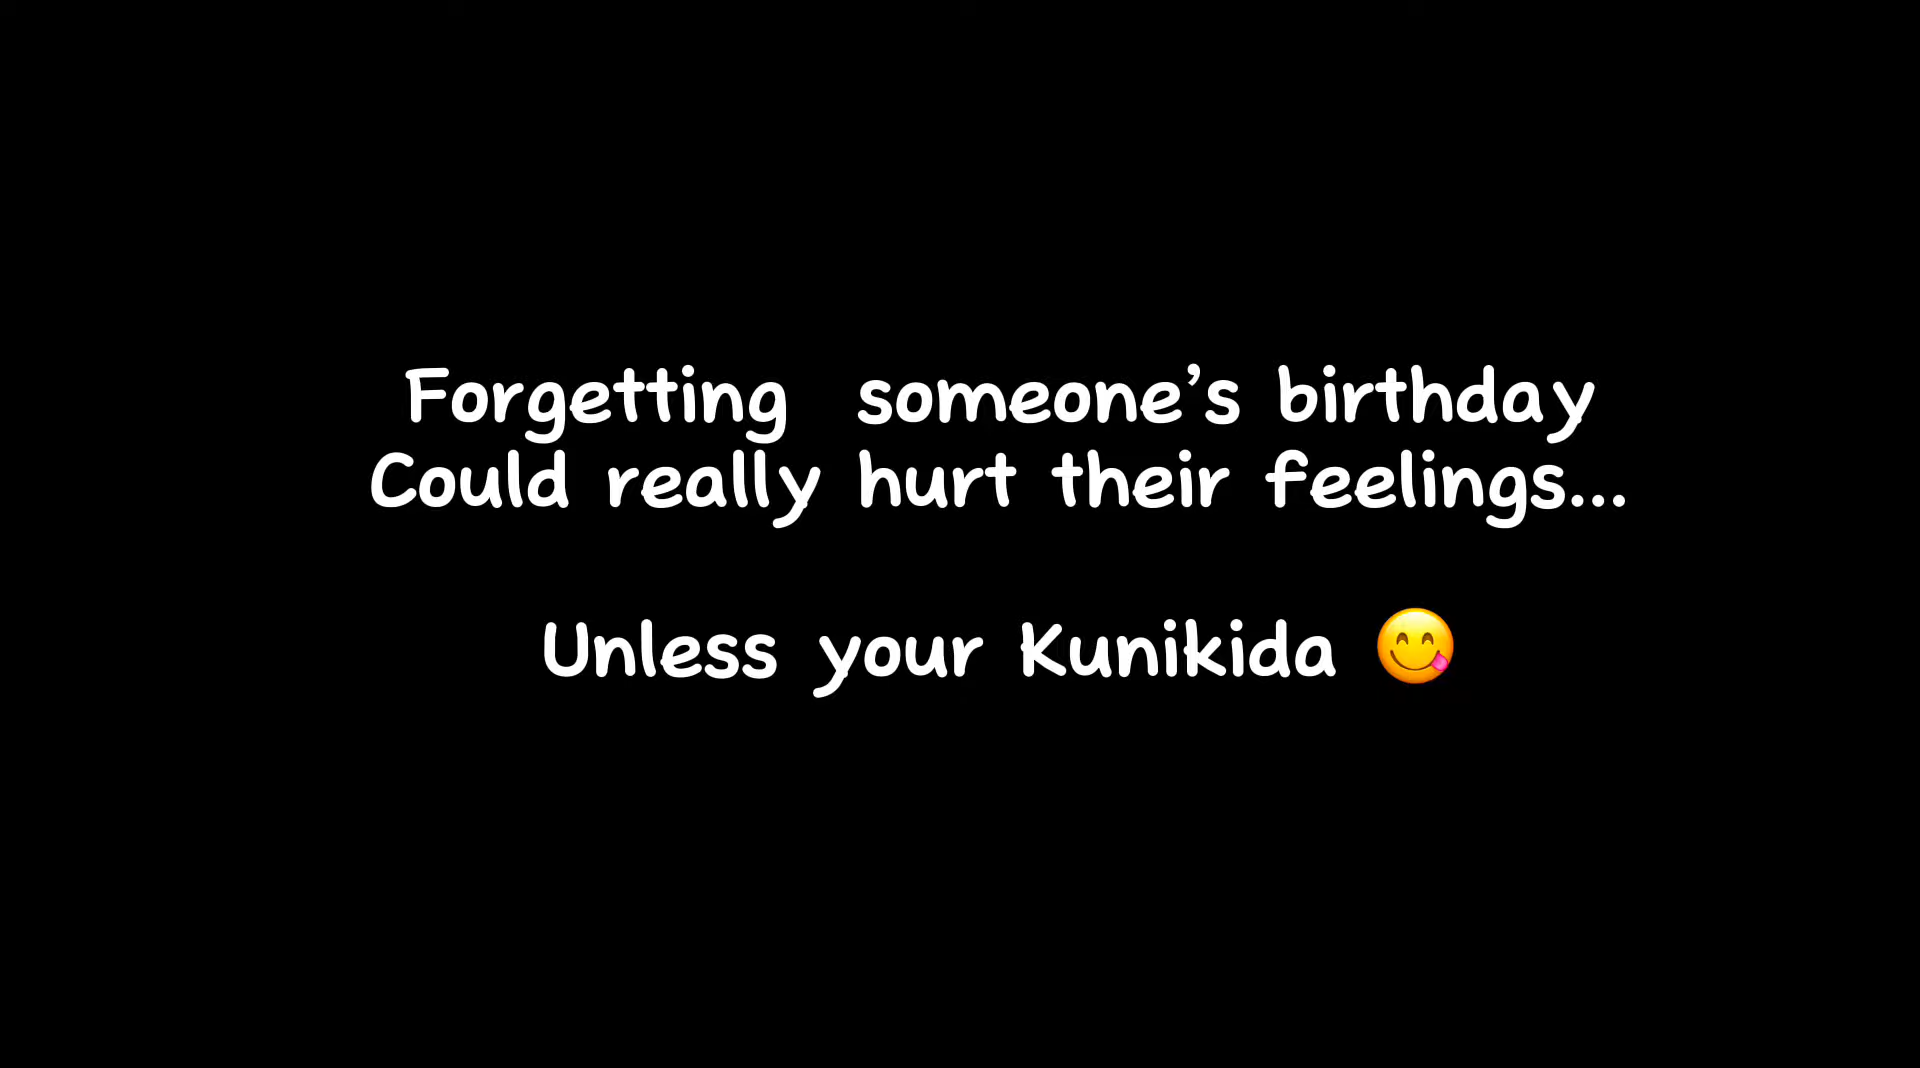 Forgetting  someone’s birthday
Could really hurt their feelings...
Unless your Kunikida 😋